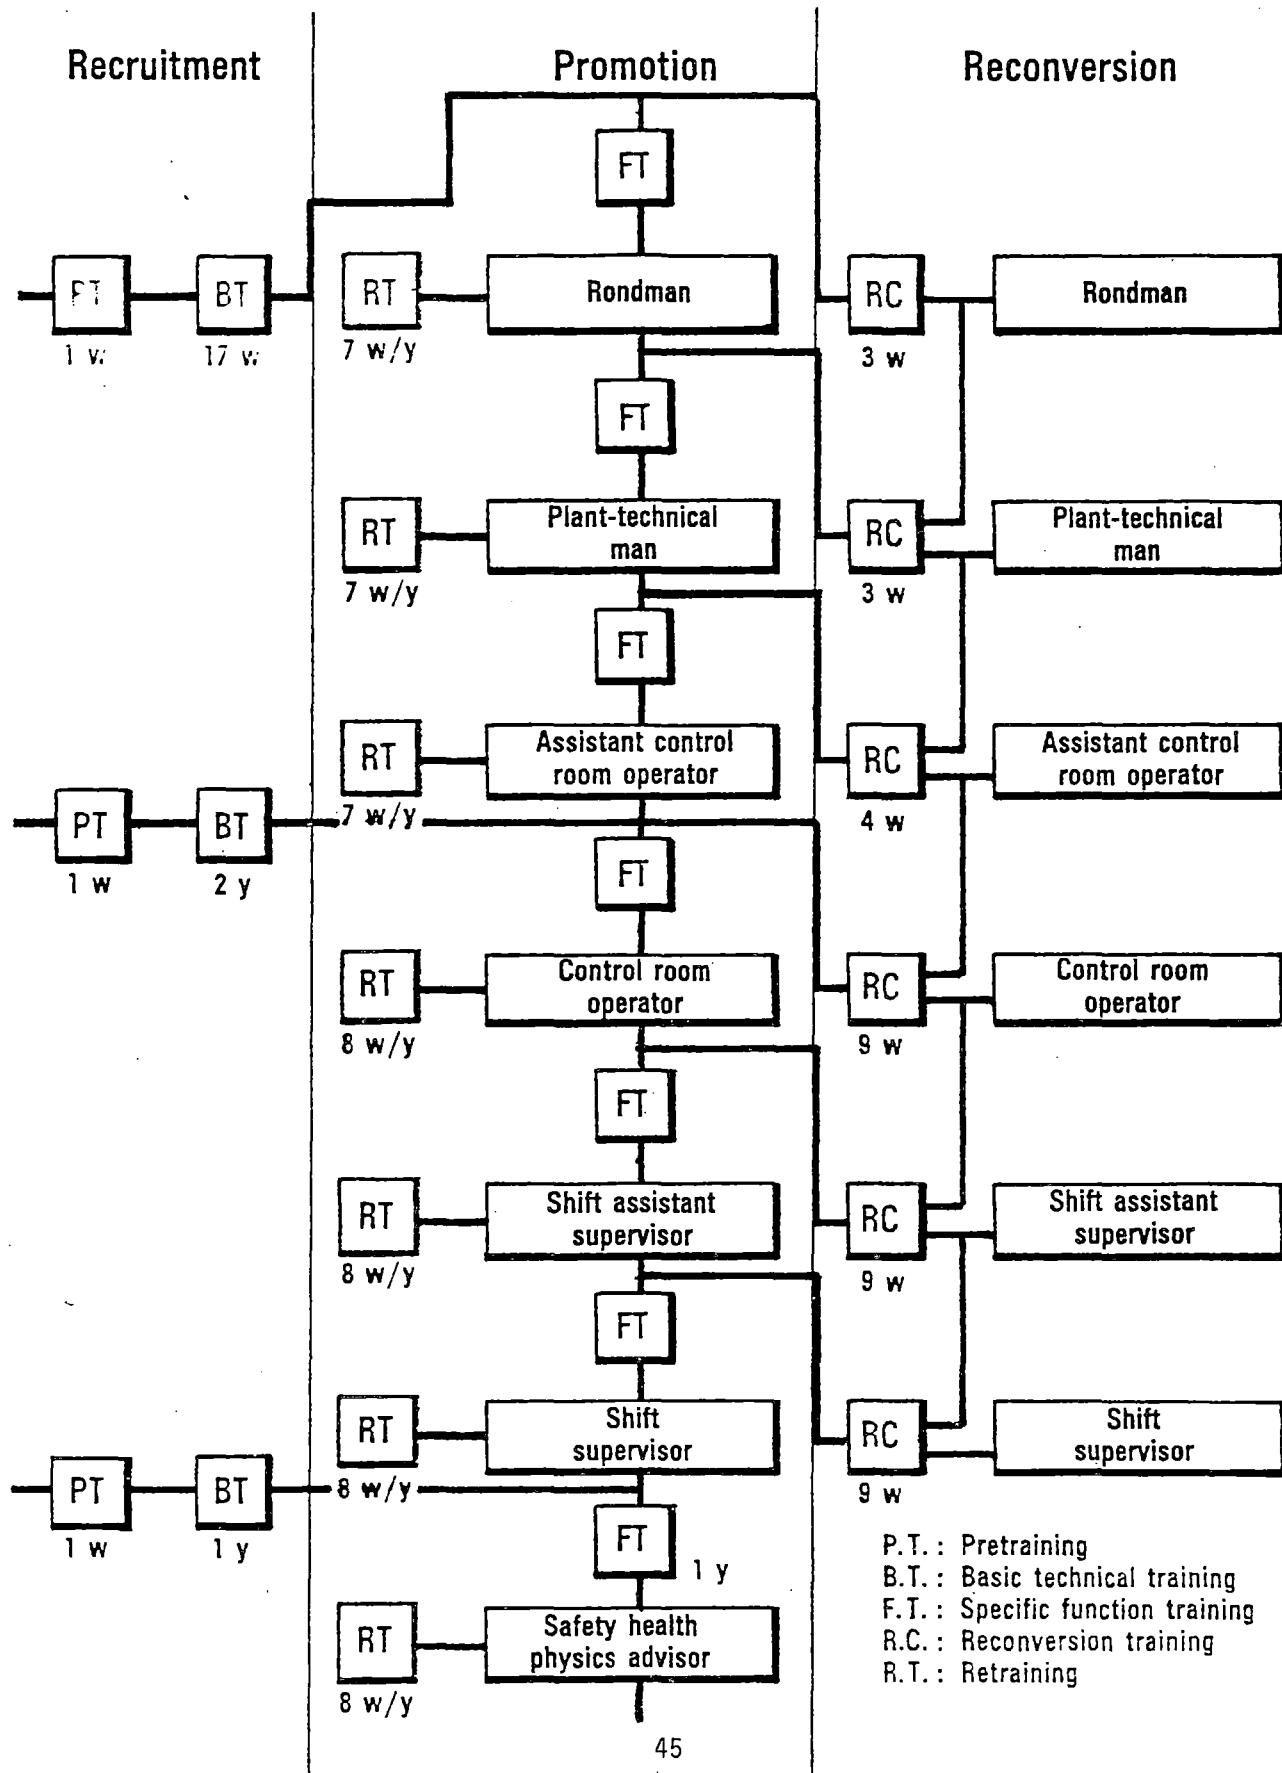 Recruitment
Promotion
Reconversion
FT
PT
BT
RT
Rondman
RC
Rondman
1 w
17 w
7 w/y
3 w
FT
RT
Plant-technical
man
RC
Plant-technical
man
7 w/y
3 w
FT
RT
Assistant control
room operator
RC
Assistant control
room operator
7 w/y
4 w
PT
BT
1 w
2 y
FT
RT
Control room
operator
RC
Control room
operator
8 w/y
9 w
FT
RT
Shift assistant
supervisor
RC
Shift assistant
supervisor
8 w/y
9 w
FT
RT
Shift
supervisor
RC
Shift
supervisor
8 w/y
9 w
PT
BT
1 w
1 y
FT
1 y
RT
Safety health
physics advisor
8 w/y
P.T. : Pretraining
B.T. : Basic technical training
F.T. : Specific function training
R.C. : Reconversion training
R.T. : Retraining
45